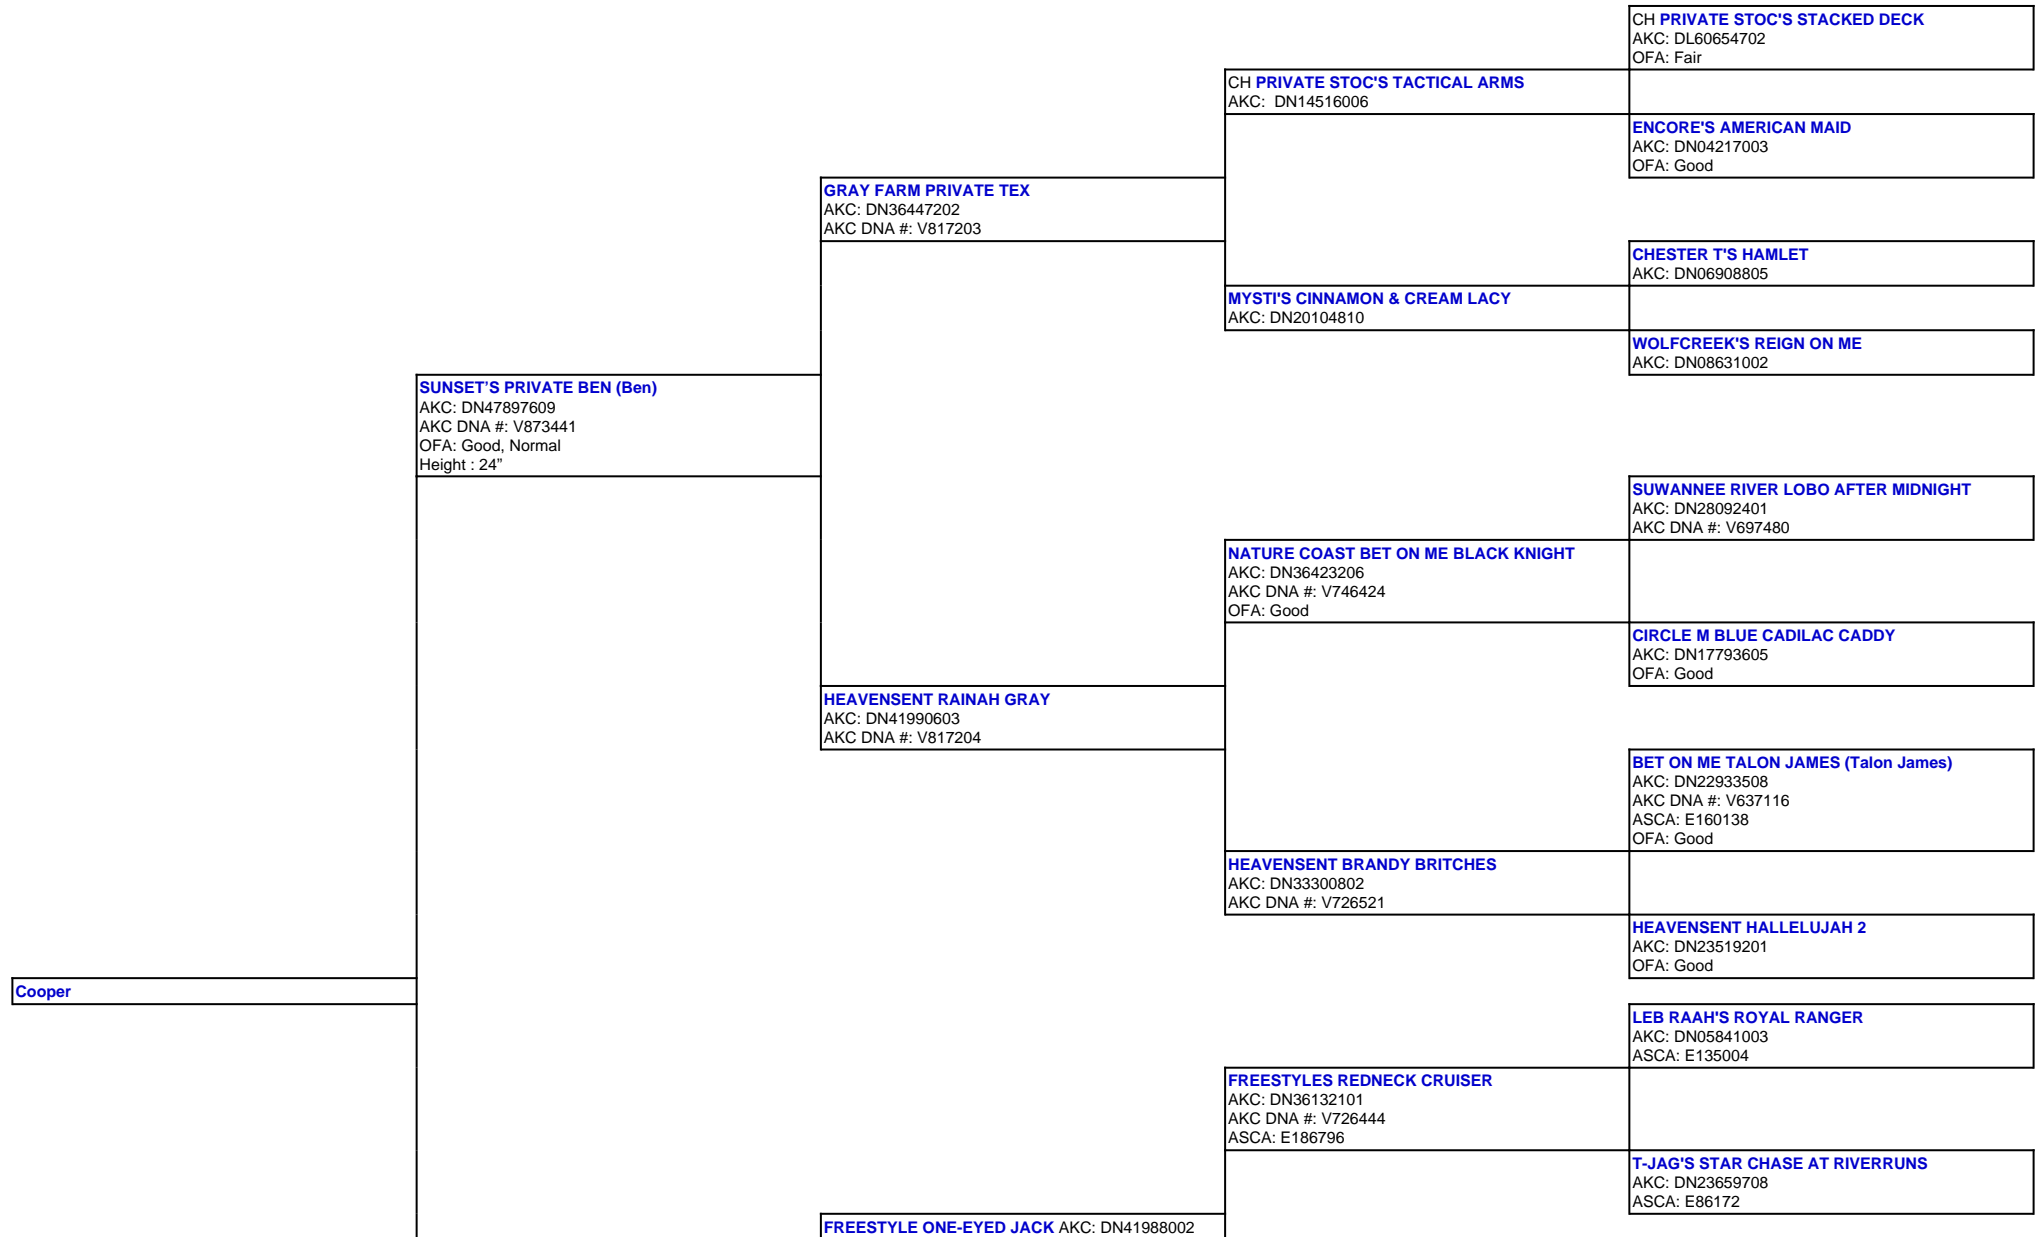 CH PRIVATE STOC'S STACKED DECK
AKC: DL60654702
OFA: Fair
CH PRIVATE STOC'S TACTICAL ARMS
AKC:  DN14516006
ENCORE'S AMERICAN MAID
AKC: DN04217003
OFA: Good
GRAY FARM PRIVATE TEX
AKC: DN36447202
AKC DNA #: V817203
CHESTER T'S HAMLET
AKC: DN06908805
MYSTI'S CINNAMON & CREAM LACY
AKC: DN20104810
WOLFCREEK'S REIGN ON ME
AKC: DN08631002
SUNSET’S PRIVATE BEN (Ben)
AKC: DN47897609
AKC DNA #: V873441
OFA: Good, Normal
Height : 24”
SUWANNEE RIVER LOBO AFTER MIDNIGHT
AKC: DN28092401
AKC DNA #: V697480
NATURE COAST BET ON ME BLACK KNIGHT
AKC: DN36423206
AKC DNA #: V746424
OFA: Good
CIRCLE M BLUE CADILAC CADDY
AKC: DN17793605
OFA: Good
HEAVENSENT RAINAH GRAY
AKC: DN41990603
AKC DNA #: V817204
BET ON ME TALON JAMES (Talon James)
AKC: DN22933508
AKC DNA #: V637116
ASCA: E160138
OFA: Good
HEAVENSENT BRANDY BRITCHES
AKC: DN33300802
AKC DNA #: V726521
HEAVENSENT HALLELUJAH 2
AKC: DN23519201
OFA: Good
Cooper
LEB RAAH'S ROYAL RANGER
AKC: DN05841003
ASCA: E135004
FREESTYLES REDNECK CRUISER
AKC: DN36132101
AKC DNA #: V726444
ASCA: E186796
T-JAG'S STAR CHASE AT RIVERRUNS
AKC: DN23659708
ASCA: E86172
FREESTYLE ONE-EYED JACK AKC: DN41988002